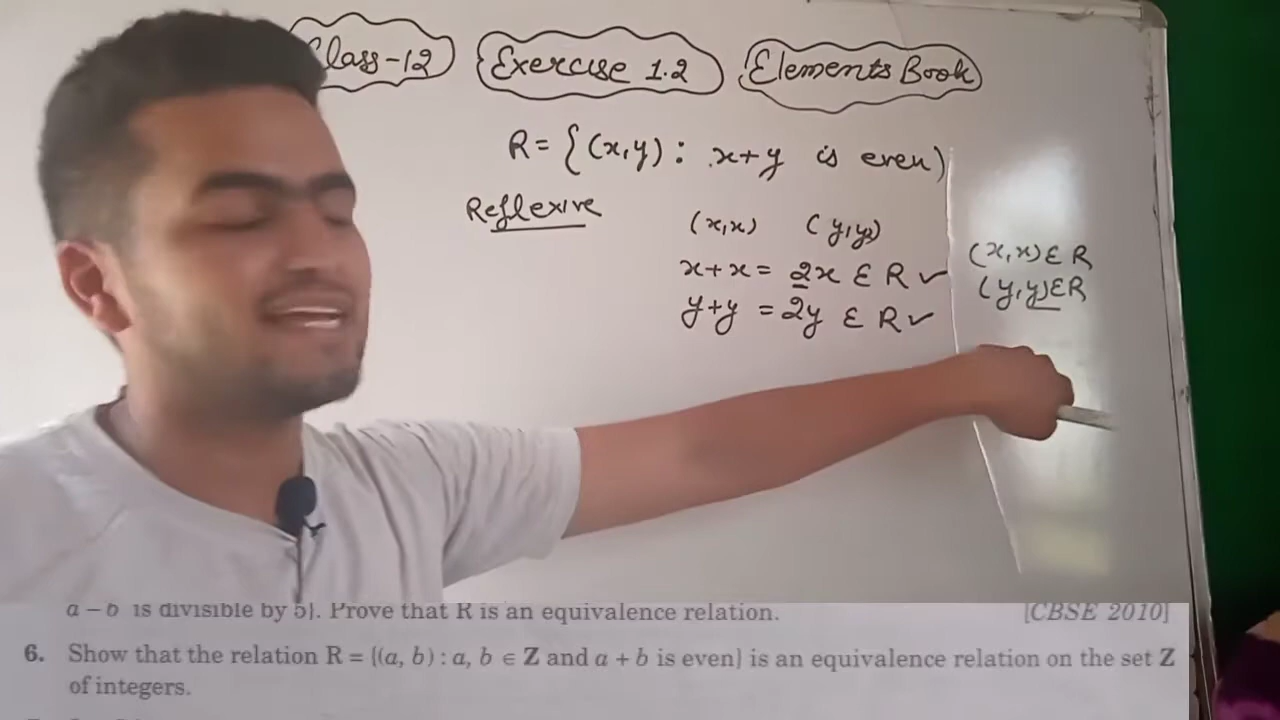 Class-12 Exercise 1.2 Elements Book
R = {(x,y) : x+y is even)
Reflexive
(x,x) (y,y)
x+x = 2x ε R ✓
(x,x) ε R
y+y = 2y ε R ✓
(y,y) ε R
a – b is divisible by 5}. Prove that R is an equivalence relation. [CBSE 2010]
6. Show that the relation R = {(a, b) : a, b ∈ Z and a + b is even} is an equivalence relation on the set Z
of integers.